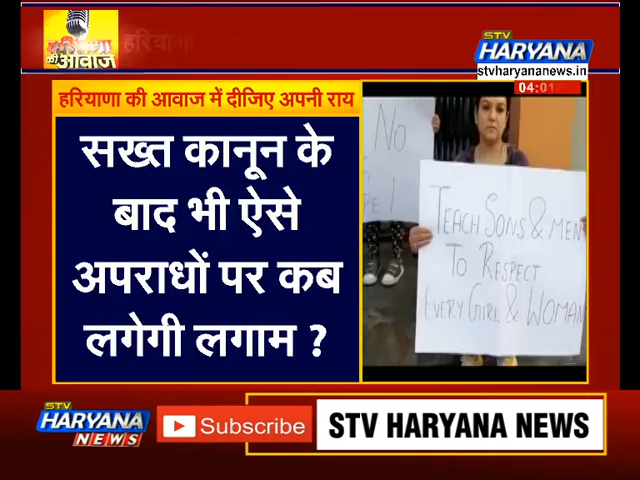 हरियाणा
की आवाज
हरियाणा
STV
HARYANA
stvharyananews.in
04:01
हरियाणा की आवाज में दीजिए अपनी राय
सख्त कानून के
बाद भी ऐसे
अपराधों पर कब
लगेगी लगाम ?
No
TEACH SONS & MEN
TO RESPECT
EVERY GIRL & WOMAN
STV
HARYANA
NEWS
Subscribe
STV HARYANA NEWS